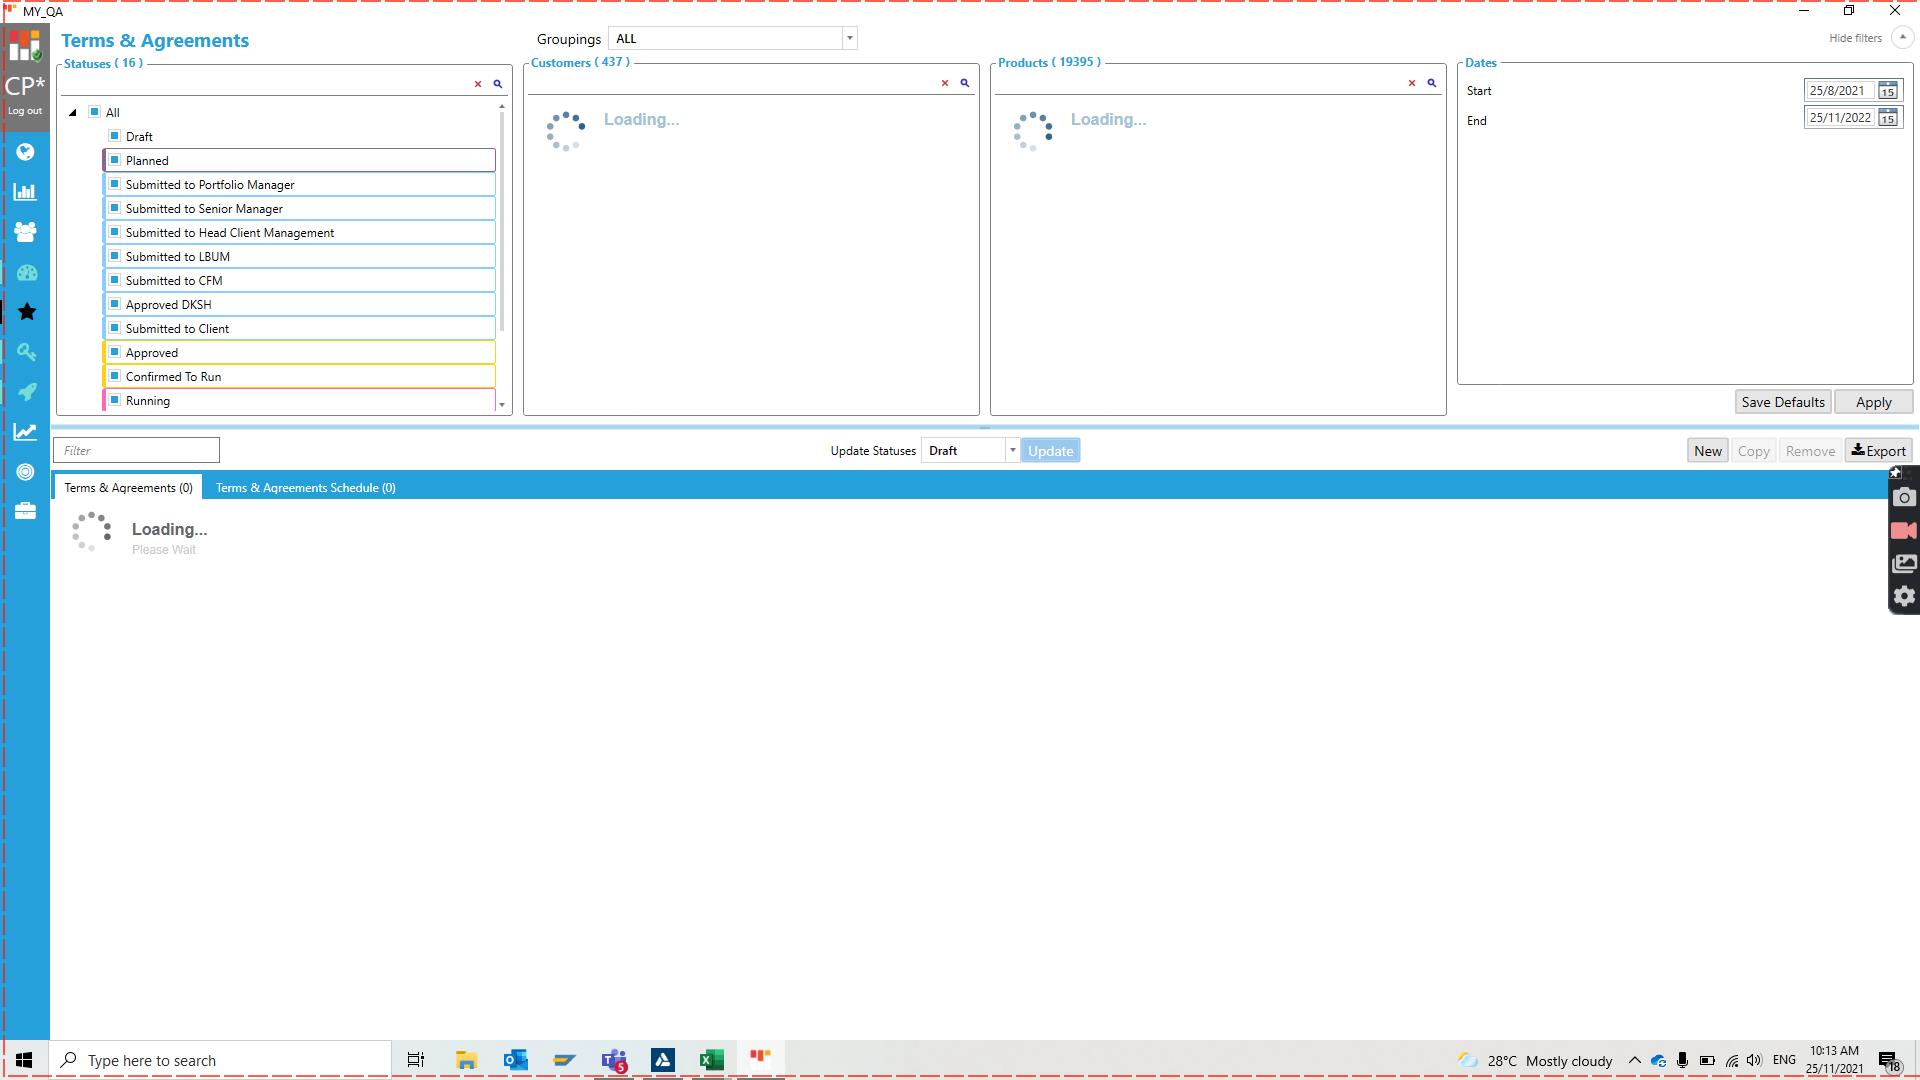 MY_QA
CP*
Log out
Terms & Agreements
Groupings ALL
Hide filters
Statuses ( 16 )
All
Draft
Planned
Submitted to Portfolio Manager
Submitted to Senior Manager
Submitted to Head Client Management
Submitted to LBUM
Submitted to CFM
Approved DKSH
Submitted to Client
Approved
Confirmed To Run
Running
Customers ( 437 )
Loading...
Products ( 19395 )
Loading...
Dates
Start 25/8/2021 15
End 25/11/2022 15
Save Defaults Apply
Filter
Update Statuses Draft Update
New Copy Remove Export
Terms & Agreements (0) Terms & Agreements Schedule (0)
Loading...
Please Wait
Type here to search
5
28°C Mostly cloudy
ENG
10:13 AM
25/11/2021
18